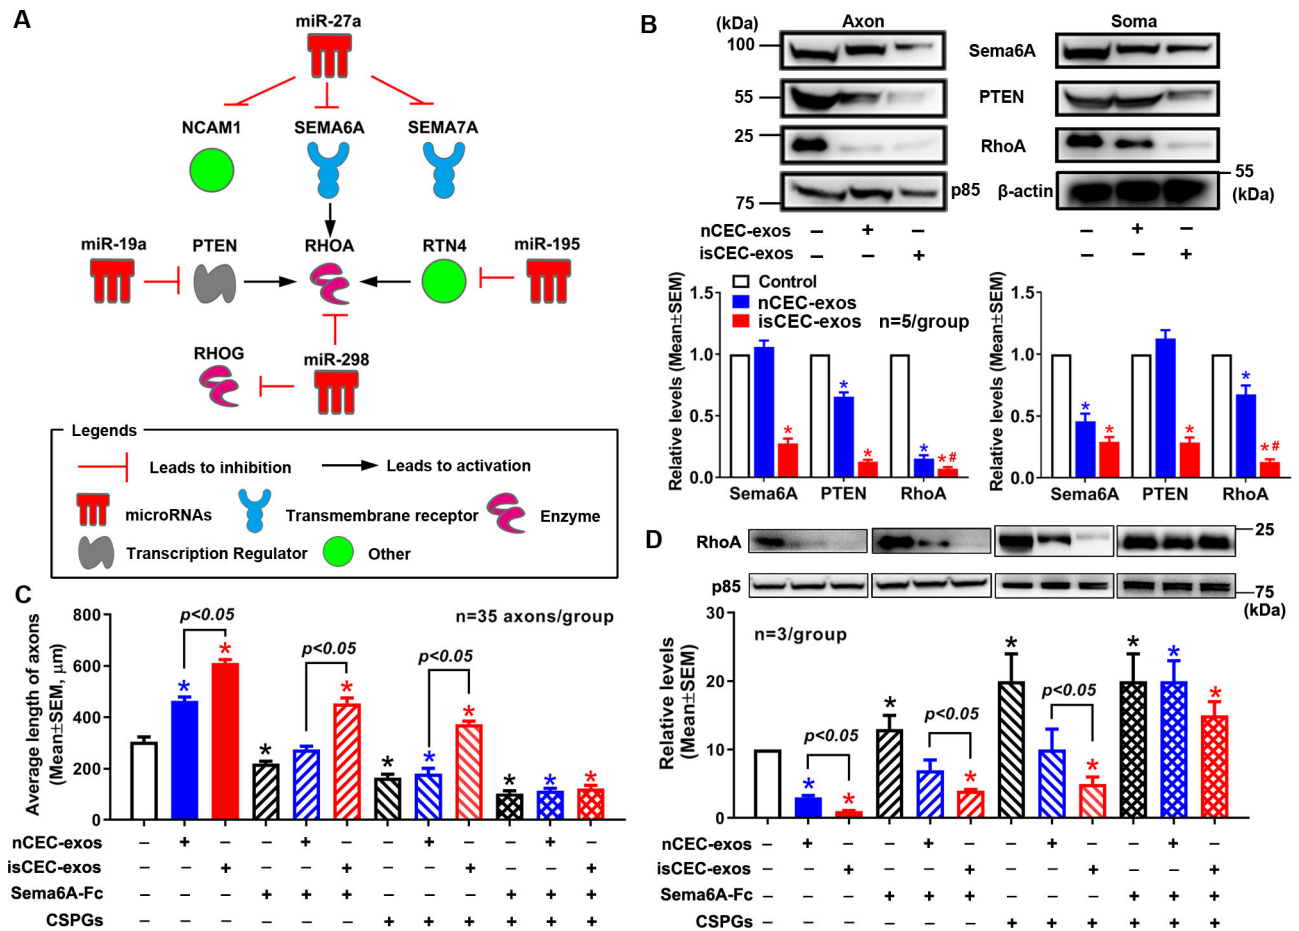 A
miR-27a
NCAM1 SEMA6A SEMA7A
miR-19a PTEN RHOA RTN4 miR-195
RHOG miR-298
Legends
Leads to inhibition Leads to activation
microRNAs Transmembrane receptor Enzyme
Transcription Regulator Other
B
(kDa) Axon Soma
100 Sema6A
55 PTEN
25 RhoA
75 p85 β-actin 55 (kDa)
nCEC-exos – + – – + –
isCEC-exos – – + – – +
Relative levels (Mean±SEM)
1.5
1.0
0.5
0.0
Control
nCEC-exos
isCEC-exos n=5/group
* * * * *#
Sema6A PTEN RhoA
Relative levels (Mean±SEM)
1.5
1.0
0.5
0.0
* * * * *#
Sema6A PTEN RhoA
C
Average length of axons
(Mean±SEM, μm)
800
600
400
200
0
n=35 axons/group
p<0.05 p<0.05 p<0.05
* * * * * * * * * *
nCEC-exos – + – – + – – + – – + –
isCEC-exos – – + – – + – – + – – +
Sema6A-Fc – – – + + + – – – + + +
CSPGs – – – – – – + + + + + +
D
RhoA 25
p85 75
(kDa)
Relative levels
(Mean±SEM)
30
20
10
0
n=3/group
p<0.05 p<0.05 p<0.05
* * * * * * * * *
nCEC-exos – + – – + – – + – – + –
isCEC-exos – – + – – + – – + – – +
Sema6A-Fc – – – + + + – – – + + +
CSPGs – – – – – – + + + + + +